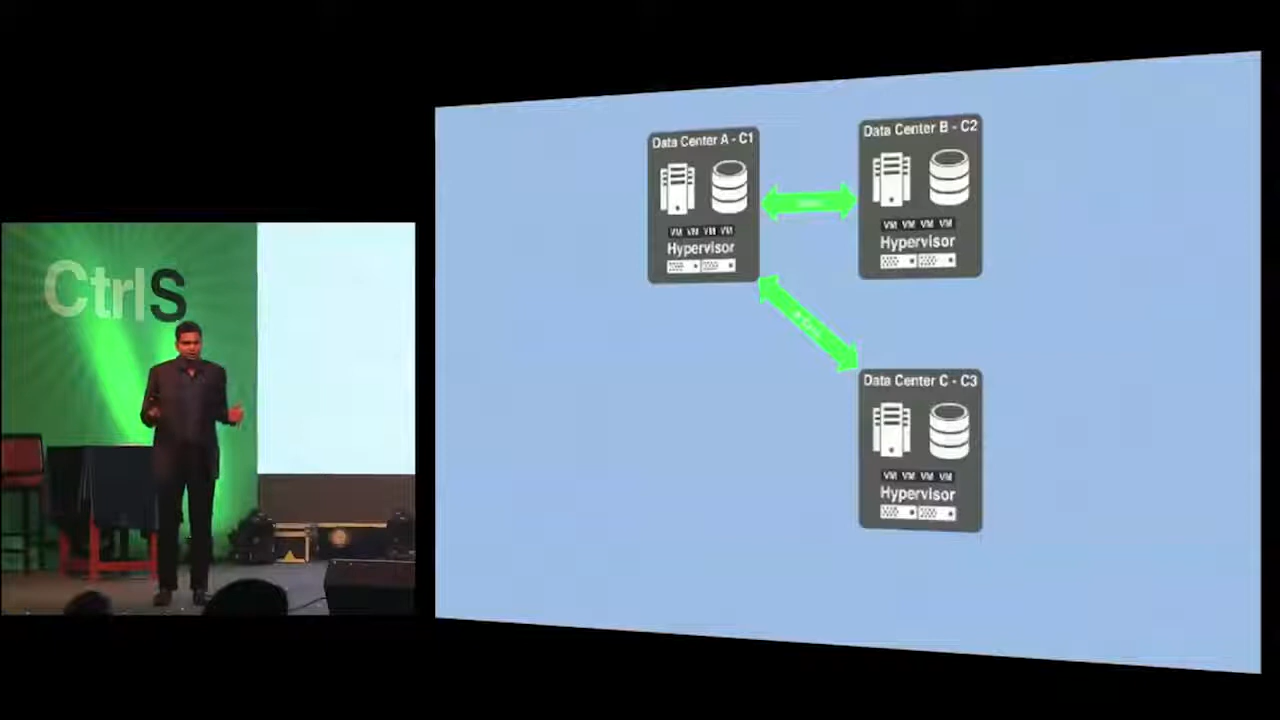 CtrlS
Data Center A - C1
VM VM VM VM
Hypervisor
Data Center B - C2
VM VM VM VM
Hypervisor
Data Center C - C3
VM VM VM VM
Hypervisor